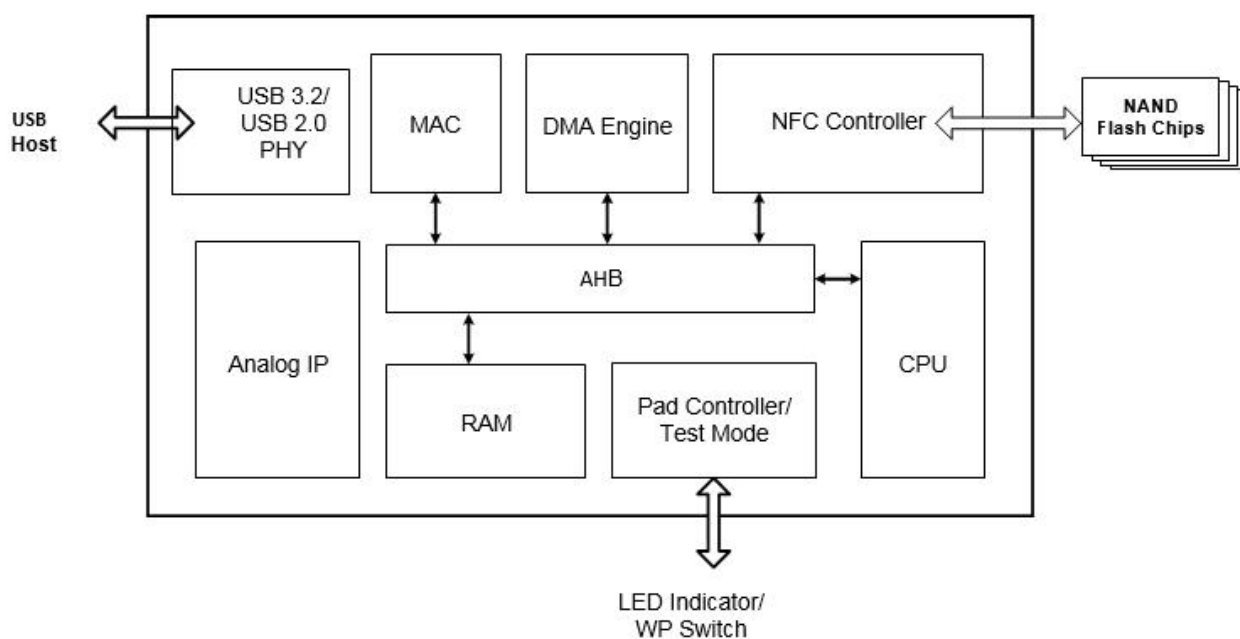 USB
Host
USB 3.2/
USB 2.0
PHY
MAC
DMA Engine
NFC Controller
NAND
Flash Chips
AHB
Analog IP
RAM
Pad Controller/
Test Mode
CPU
LED Indicator/
WP Switch